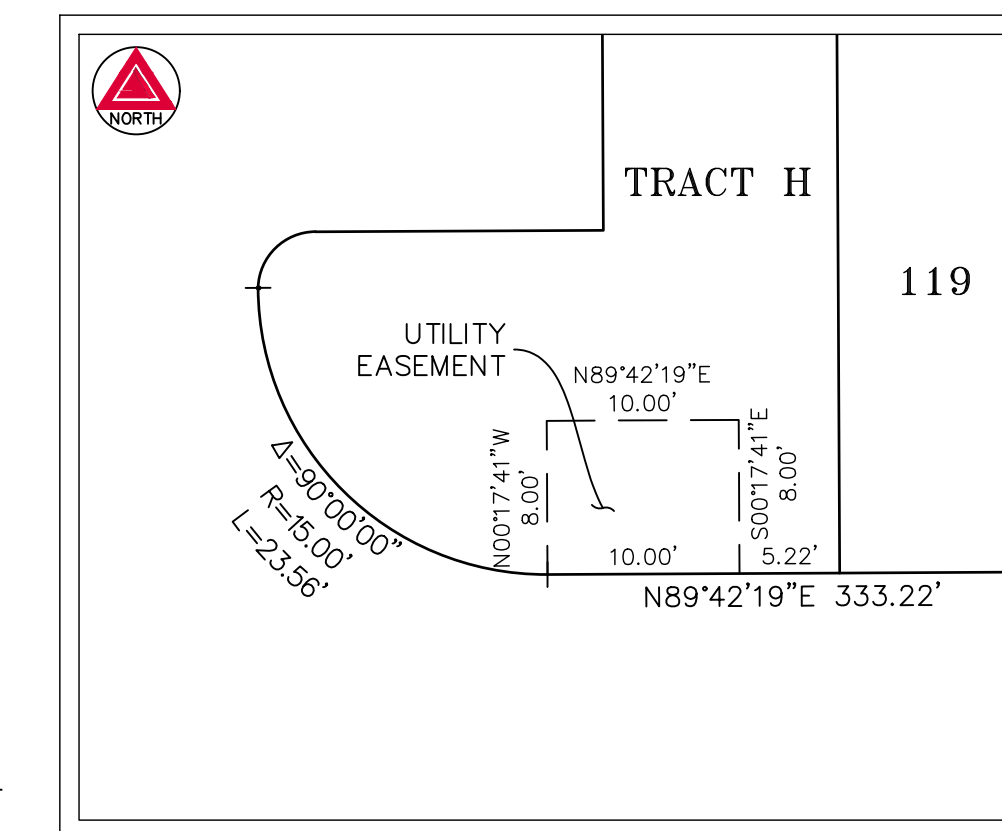 NORTH
TRACT H
119
UTILITY
EASEMENT
N89°42'19"E
10.00'
N00°17'41"W
8.00'
S00°17'41"E
8.00'
10.00'
5.22'
N89°42'19"E 333.22'
Δ=90°00'00"
R=15.00'
L=23.56'